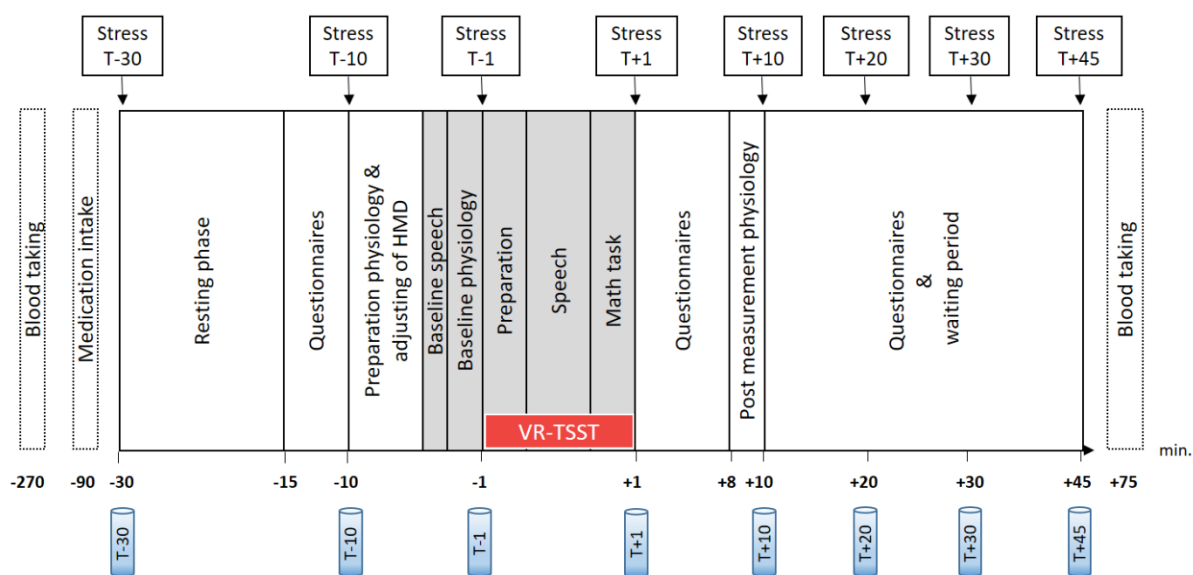 Stress
T-30
Stress
T-10
Stress
T-1
Stress
T+1
Stress
T+10
Stress
T+20
Stress
T+30
Stress
T+45
Blood taking
Medication intake
Resting phase
Questionnaires
Preparation physiology &
adjusting of HMD
Baseline speech
Baseline physiology
Preparation
Speech
Math task
VR-TSST
Questionnaires
Post measurement physiology
Questionnaires
&
waiting period
Blood taking
min.
-270 -90 -30 -15 -10 -1 +1 +8 +10 +20 +30 +45 +75
T-30 T-10 T-1 T+1 T+10 T+20 T+30 T+45